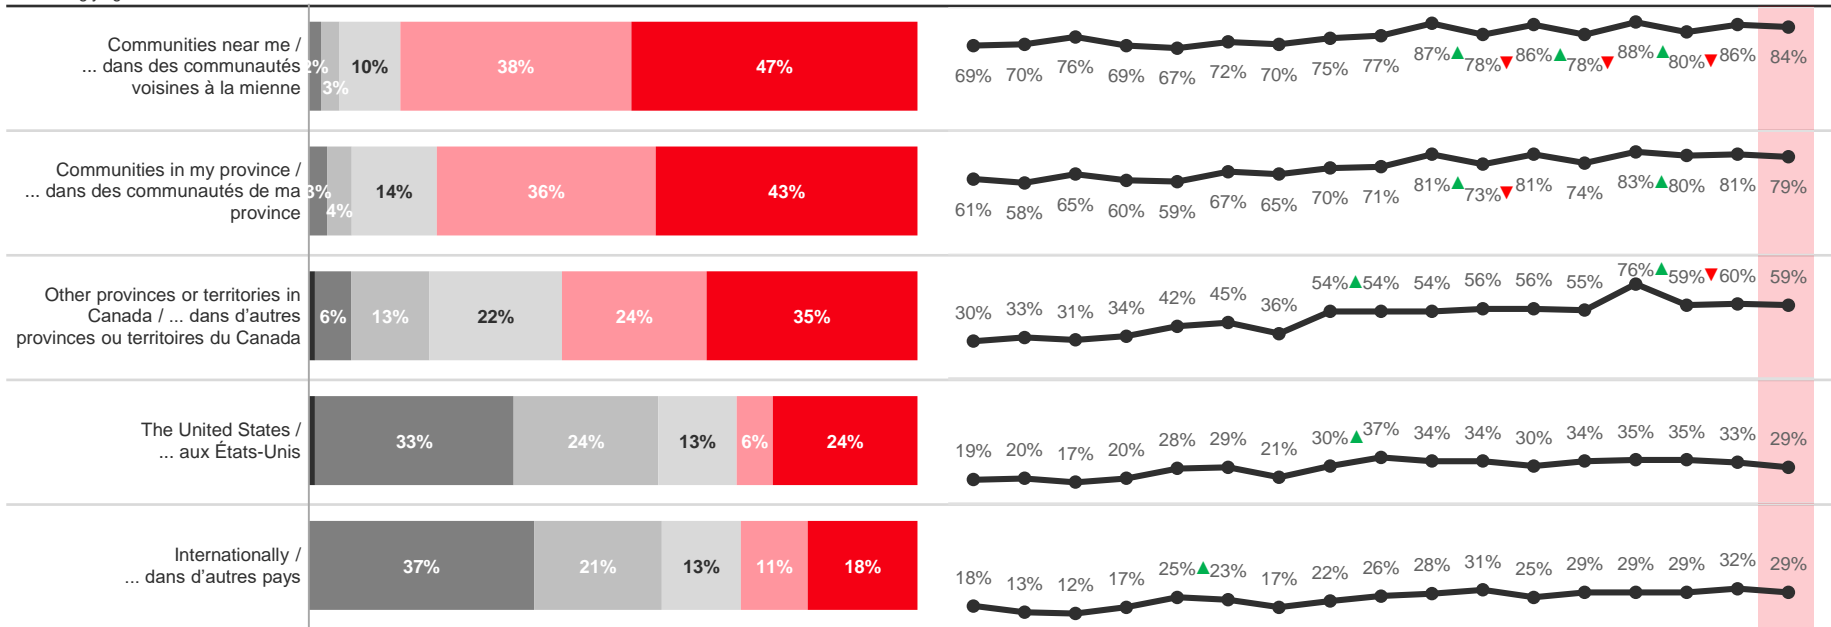 Communities near me /
... dans des communautés
voisines à la mienne
2%
3%
10%
38%
47%
69% 70% 76% 69% 67% 72% 70% 75% 77% 87%▲ 78%▼ 86%▲ 78%▼ 88%▲ 80%▼ 86% 84%
Communities in my province /
... dans des communautés de ma
province
3%
4%
14%
36%
43%
61% 58% 65% 60% 59% 67% 65% 70% 71% 81%▲ 73%▼ 81% 74% 83%▲ 80% 81% 79%
Other provinces or territories in
Canada / ... dans d’autres
provinces ou territoires du Canada
6%
13%
22%
24%
35%
30% 33% 31% 34% 42% 45% 36% 54%▲ 54% 54% 56% 56% 55% 76%▲ 59%▼ 60% 59%
The United States /
... aux États-Unis
33%
24%
13%
6%
24%
19% 20% 17% 20% 28% 29% 21% 30%▲ 37% 34% 34% 30% 34% 35% 35% 33% 29%
Internationally /
... dans d’autres pays
37%
21%
13%
11%
18%
18% 13% 12% 17% 25%▲ 23% 17% 22% 26% 28% 31% 25% 29% 29% 29% 32% 29%